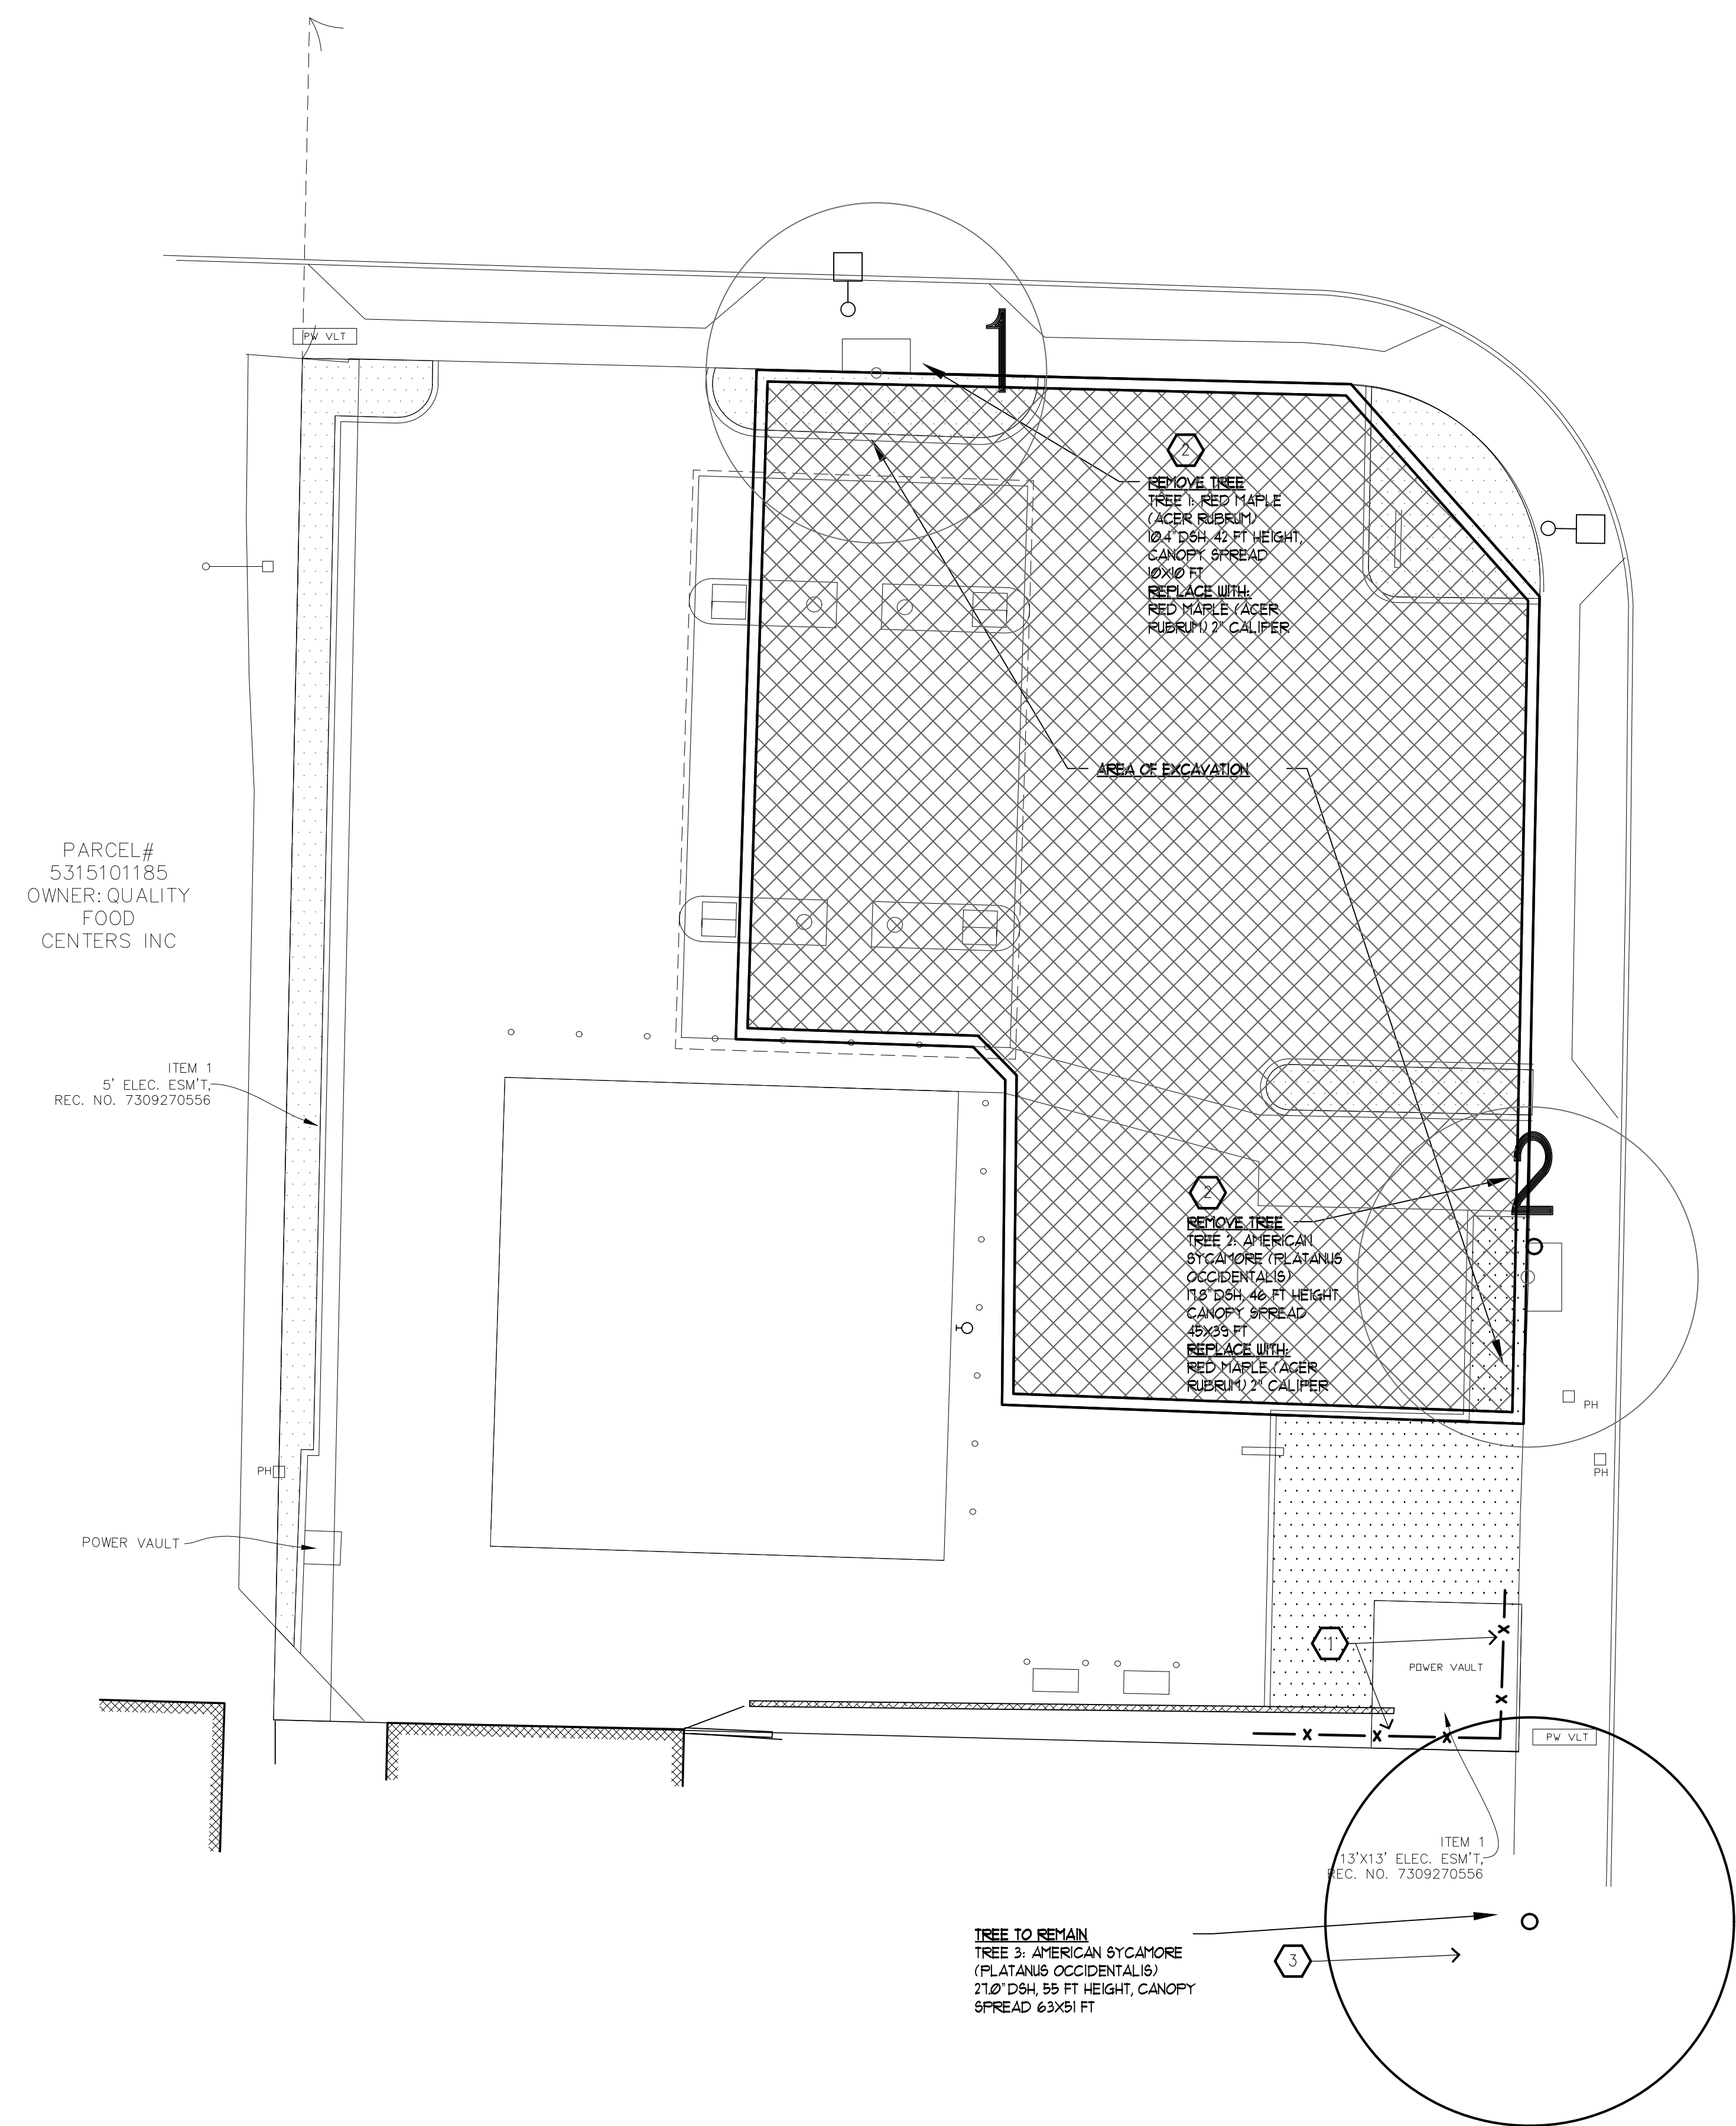 PW VLT
1
2
REMOVE TREE
TREE 1: RED MAPLE
(ACER RUBRUM)
10.4" DSH, 42 FT HEIGHT,
CANOPY SPREAD
10X10 FT
REPLACE WITH:
RED MAPLE (ACER
RUBRUM) 2" CALIPER
AREA OF EXCAVATION
PARCEL#
5315101185
OWNER: QUALITY
FOOD
CENTERS INC
ITEM 1
5' ELEC. ESM'T,
REC. NO. 7309270556
2
2
REMOVE TREE
TREE 2: AMERICAN
SYCAMORE (PLATANUS
OCCIDENTALIS)
17.8" DSH, 46 FT HEIGHT,
CANOPY SPREAD
45X39 FT
REPLACE WITH:
RED MAPLE (ACER
RUBRUM) 2" CALIPER
PH
PH
PH
POWER VAULT
1
POWER VAULT
PW VLT
ITEM 1
13'X13' ELEC. ESM'T,
REC. NO. 7309270556
TREE TO REMAIN
TREE 3: AMERICAN SYCAMORE
(PLATANUS OCCIDENTALIS)
27.0" DSH, 55 FT HEIGHT, CANOPY
SPREAD 63X51 FT
3